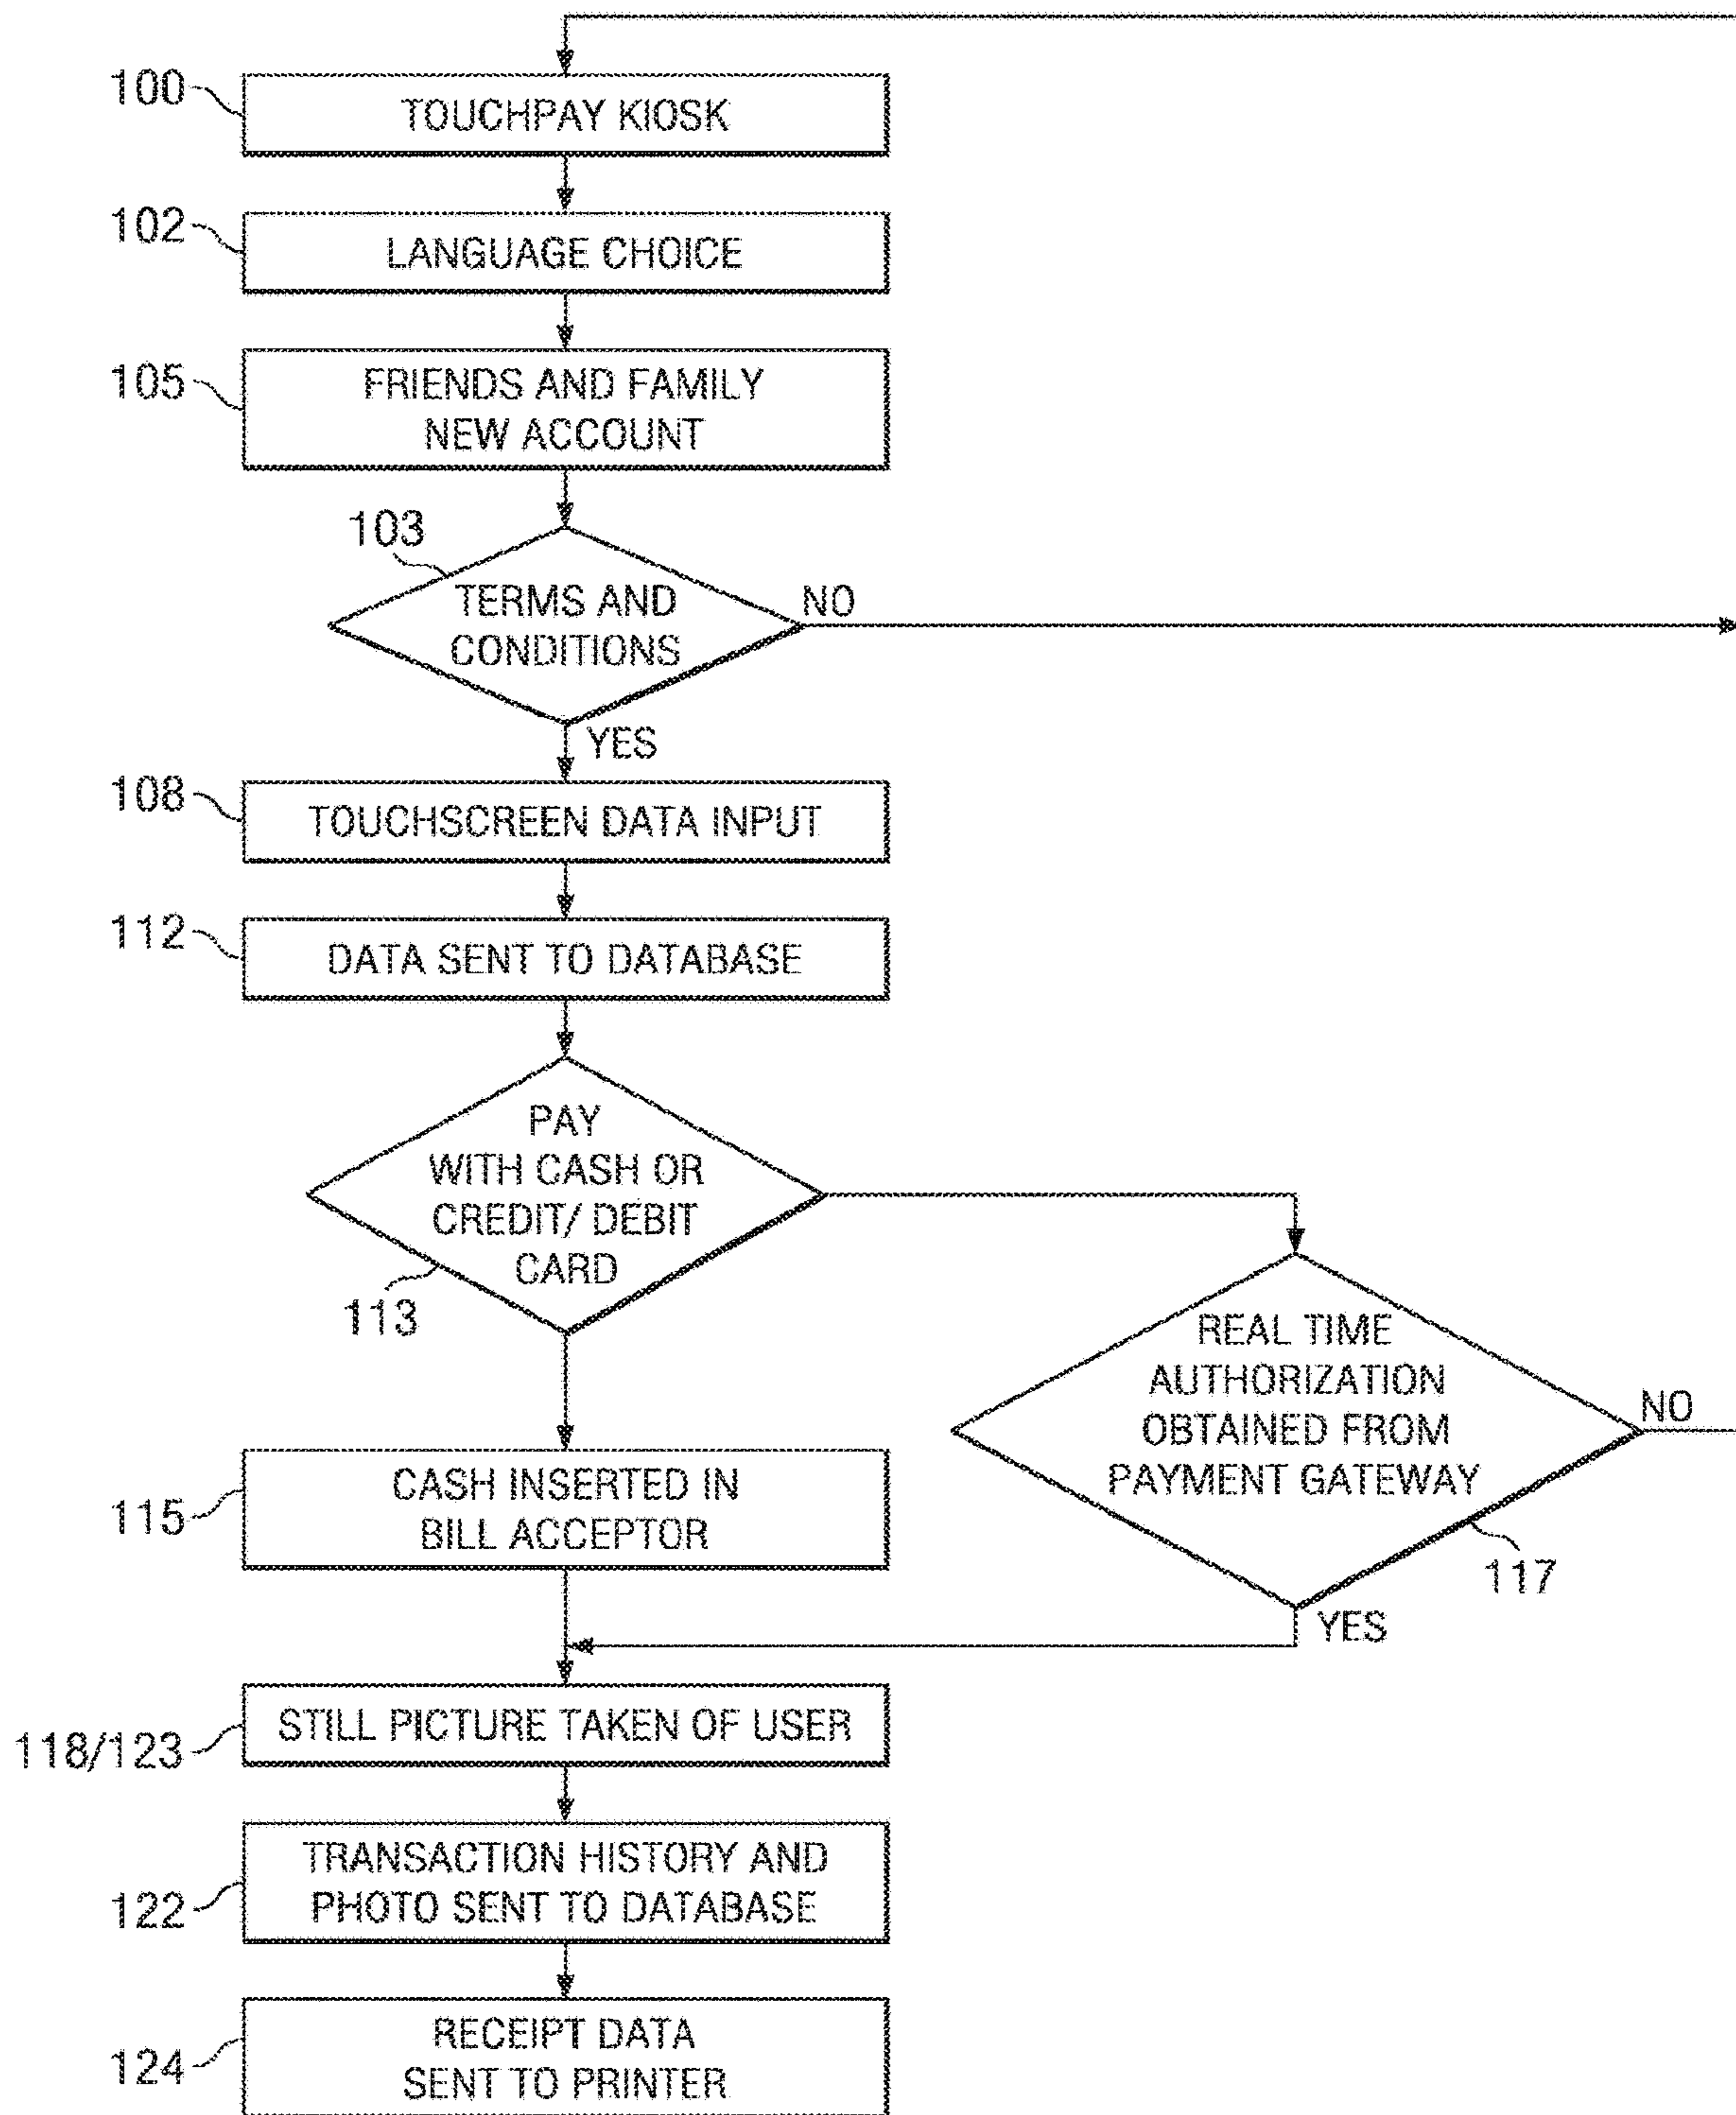 100
TOUCHPAY KIOSK
102
LANGUAGE CHOICE
105
FRIENDS AND FAMILY
NEW ACCOUNT
103
TERMS AND
CONDITIONS
NO
YES
108
TOUCHSCREEN DATA INPUT
112
DATA SENT TO DATABASE
PAY
WITH CASH OR
CREDIT/ DEBIT
CARD
113
REAL TIME
AUTHORIZATION
OBTAINED FROM
PAYMENT GATEWAY
NO
117
YES
115
CASH INSERTED IN
BILL ACCEPTOR
118/123
STILL PICTURE TAKEN OF USER
122
TRANSACTION HISTORY AND
PHOTO SENT TO DATABASE
124
RECEIPT DATA
SENT TO PRINTER